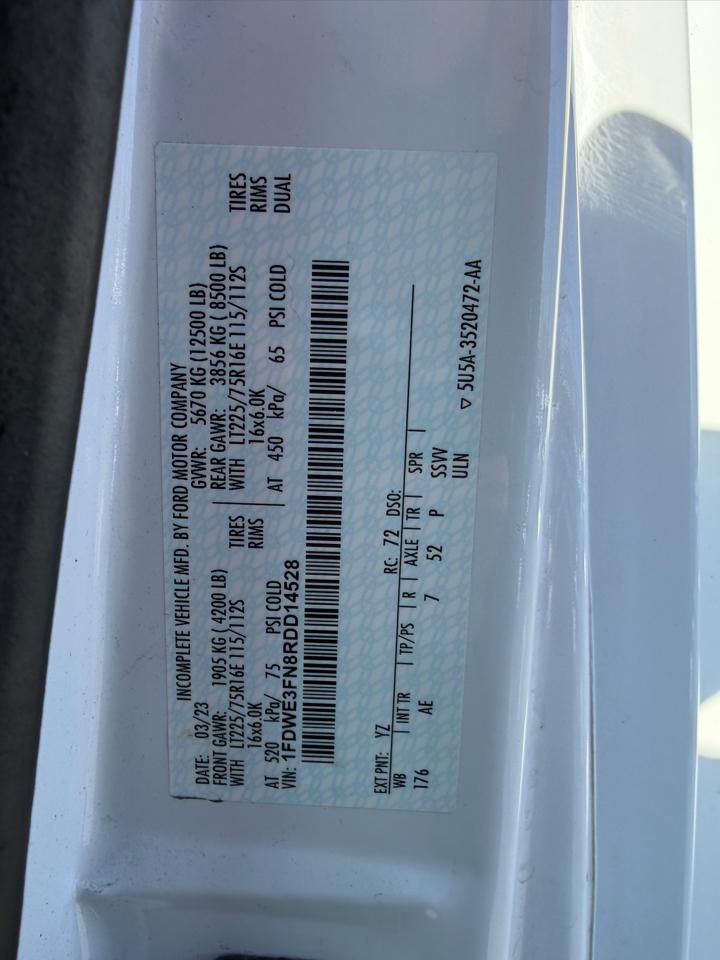 INCOMPLETE VEHICLE MFD. BY FORD MOTOR COMPANY
DATE: 03/23 GVWR: 5670 KG (12500 LB)
FRONT GAWR: 1905 KG ( 4200 LB) REAR GAWR: 3856 KG ( 8500 LB)
WITH LT225/75R16E 115/112S TIRES WITH LT225/75R16E 115/112S TIRES
16x6.0K RIMS 16x6.0K RIMS
AT 520 kPa/ 75 PSI COLD AT 450 kPa/ 65 PSI COLD DUAL
VIN: 1FDWE3FN8RDD14528
EXT PNT: YZ RC: 72 DSO:
WB INT TR TP/PS R AXLE TR SPR
176 AE 7 52 P SSVV
ULN
▽ 5U5A-3520472-AA